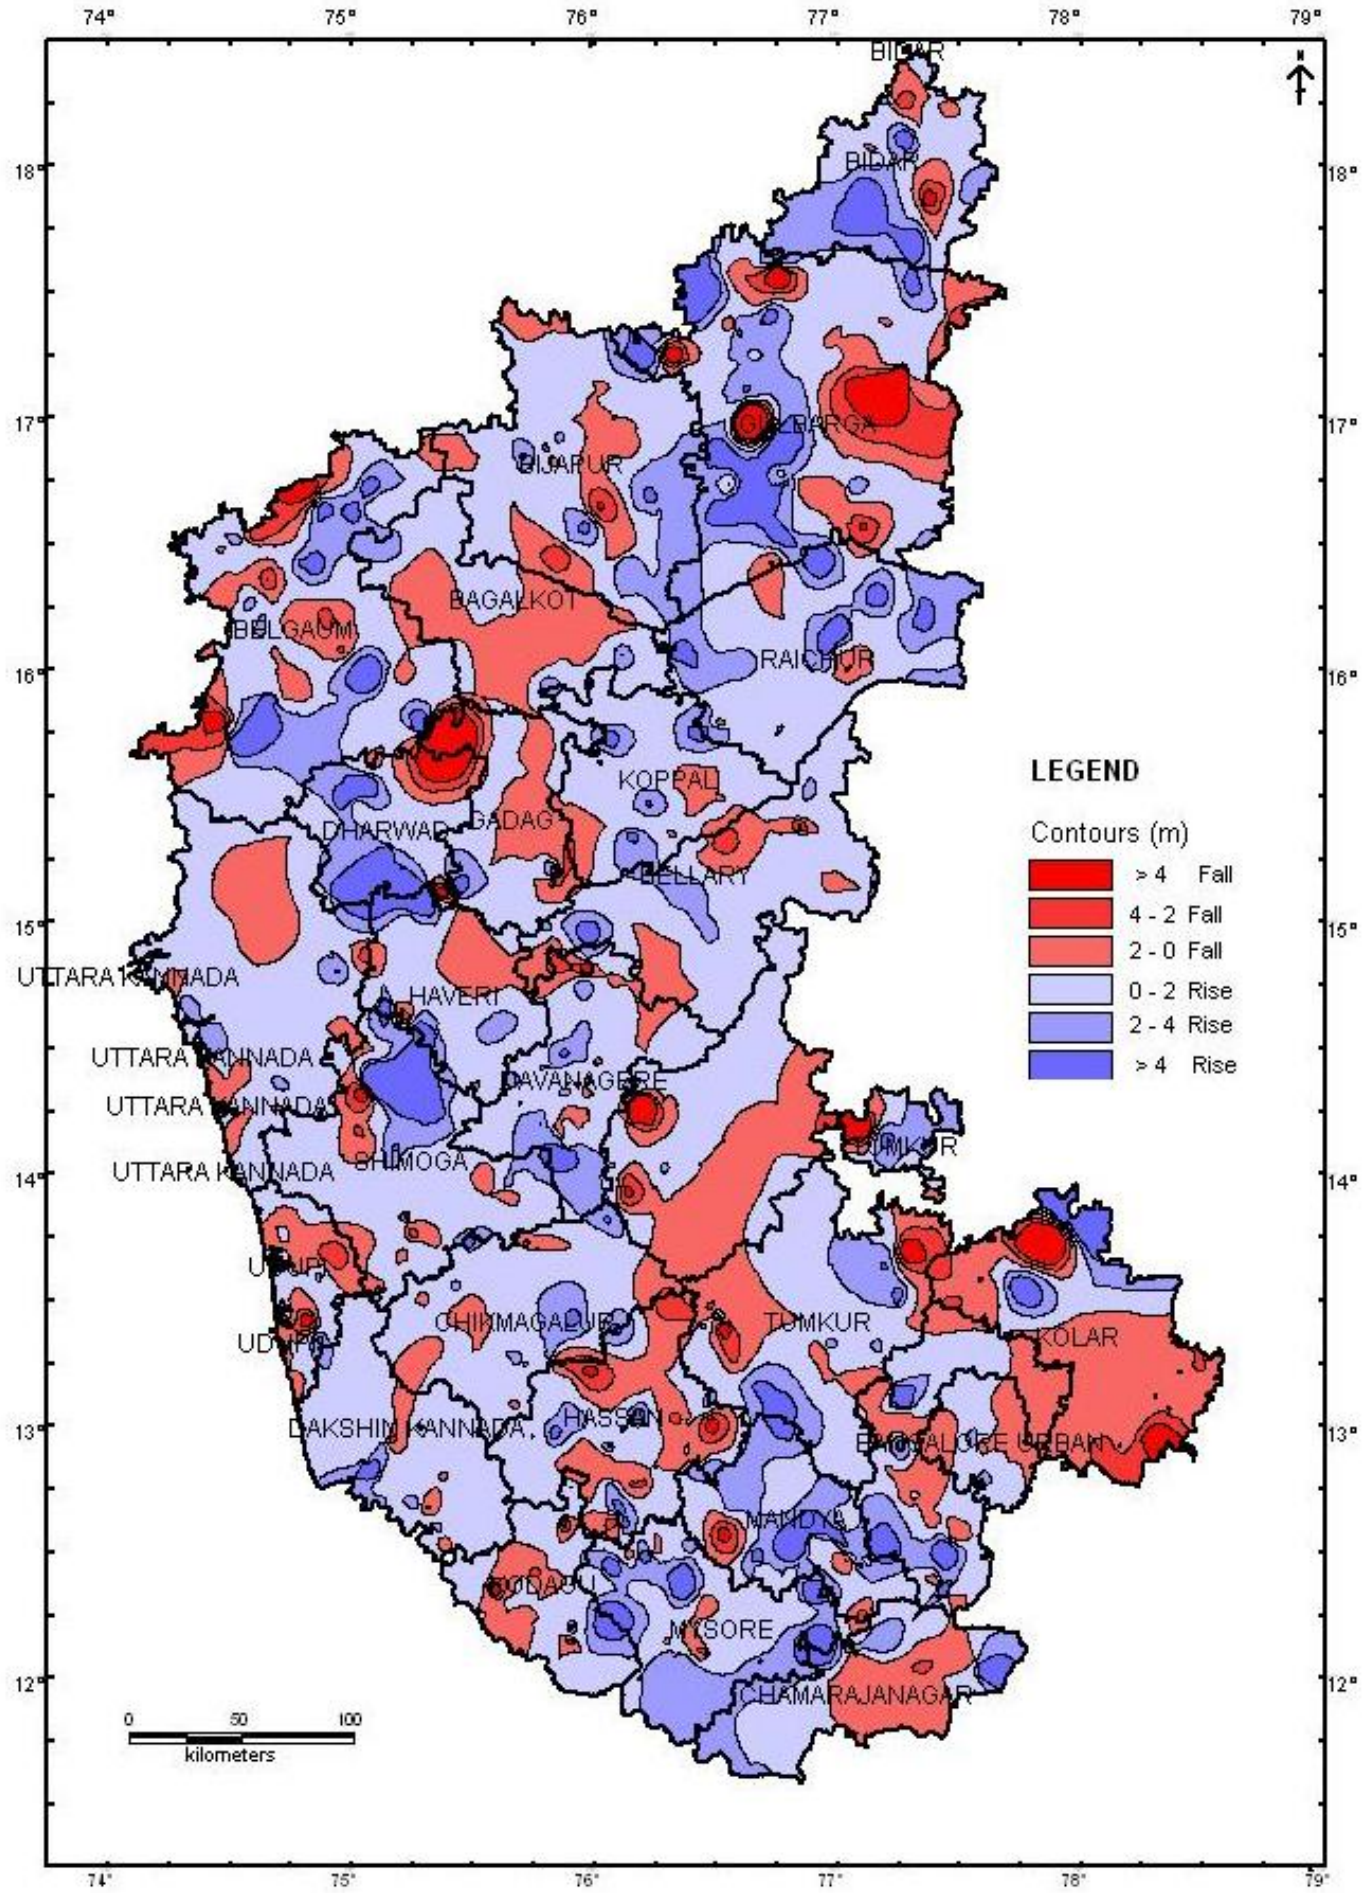 74° 75° 76° 77° 78° 79°
N
BIDAR
18° 18°
BIDAR
17° 17°
GULBARGA
BIJAPUR
BAGALKOT
BELGAUM
RAICHUR
16° 16°
KOPPAL
LEGEND
Contours (m)
> 4 Fall
4 - 2 Fall
2 - 0 Fall
0 - 2 Rise
2 - 4 Rise
> 4 Rise
DHARWAD
GADAG
BELLARY
15° 15°
UTTARA KANNADA
HAVERI
UTTARA KANNADA
DAVANAGERE
UTTARA KANNADA
TUMKUR
SHIMOGA
UTTARA KANNADA
14° 14°
UDUPI
CHIKMAGALUR
TUMKUR
KOLAR
UDUPI
HASSAN
DAKSHIN KANNADA
13° 13°
BANGALORE URBAN
MANDYA
KODAGU
MYSORE
12° 12°
CHAMARAJANAGAR
0 50 100
kilometers
74° 75° 76° 77° 78° 79°